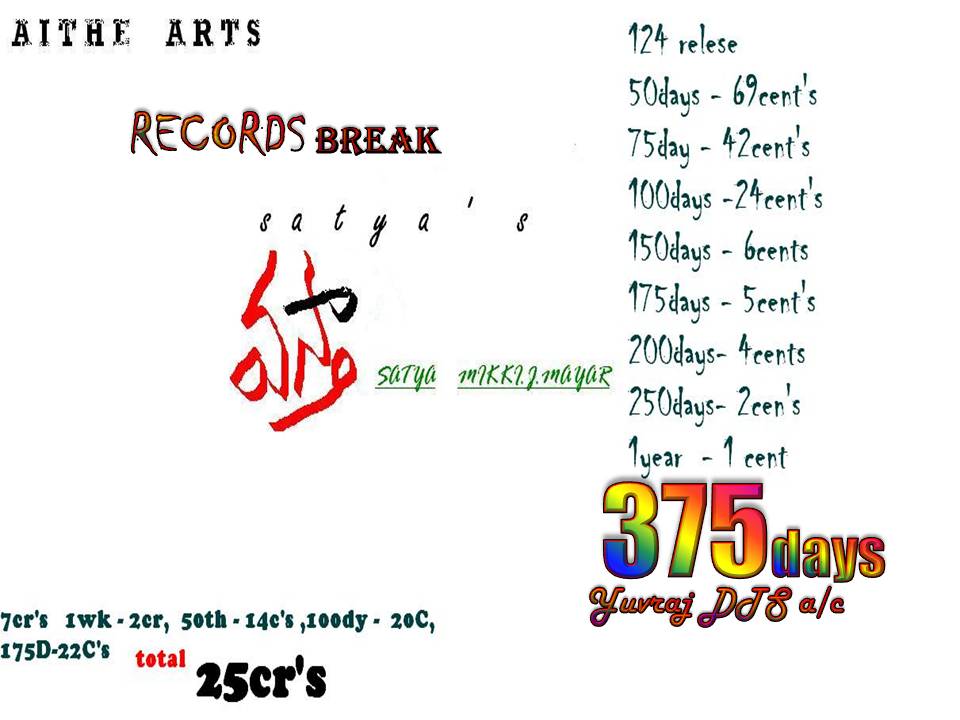 AITHE ARTS
RECORDS BREAK
satya's
SATYA MIKKI.J.MAYAR
124 relese
50days - 69cent's
75day - 42cent's
100days -24cent's
150days - 6cents
175days - 5cent's
200days- 4cents
250days- 2cen's
1year - 1 cent
375days
Yuvraj DTS a/c
7cr's 1wk - 2cr, 50th - 14c's ,100dy - 20C,
175D-22C's
total 25cr's